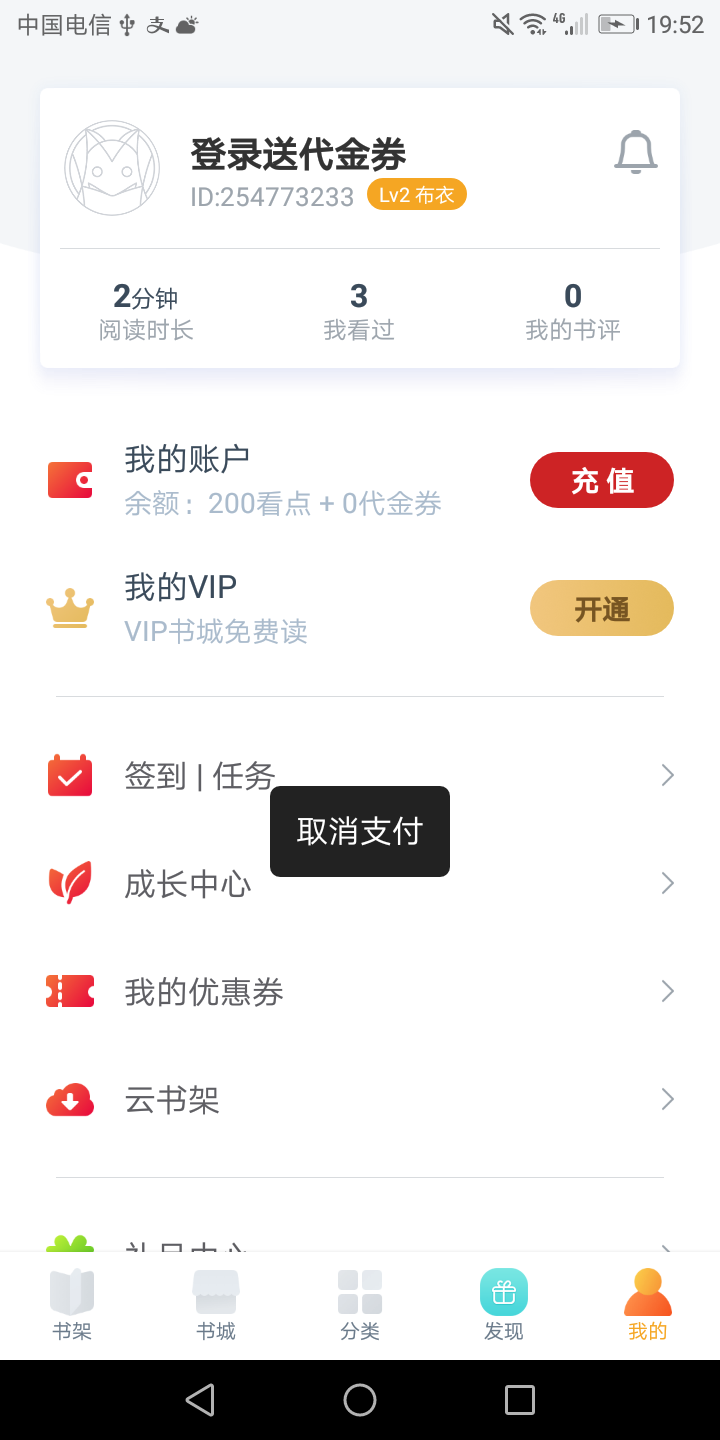 中国电信 19:52
4G
登录送代金券
ID:254773233 Lv2 布衣
2分钟 3 0
阅读时长 我看过 我的书评
我的账户
余额：200看点 + 0代金券
充 值
我的VIP
VIP书城免费读
开通
签到 | 任务
取消支付
成长中心
我的优惠券
云书架
礼品中心
书架 书城 分类 发现 我的